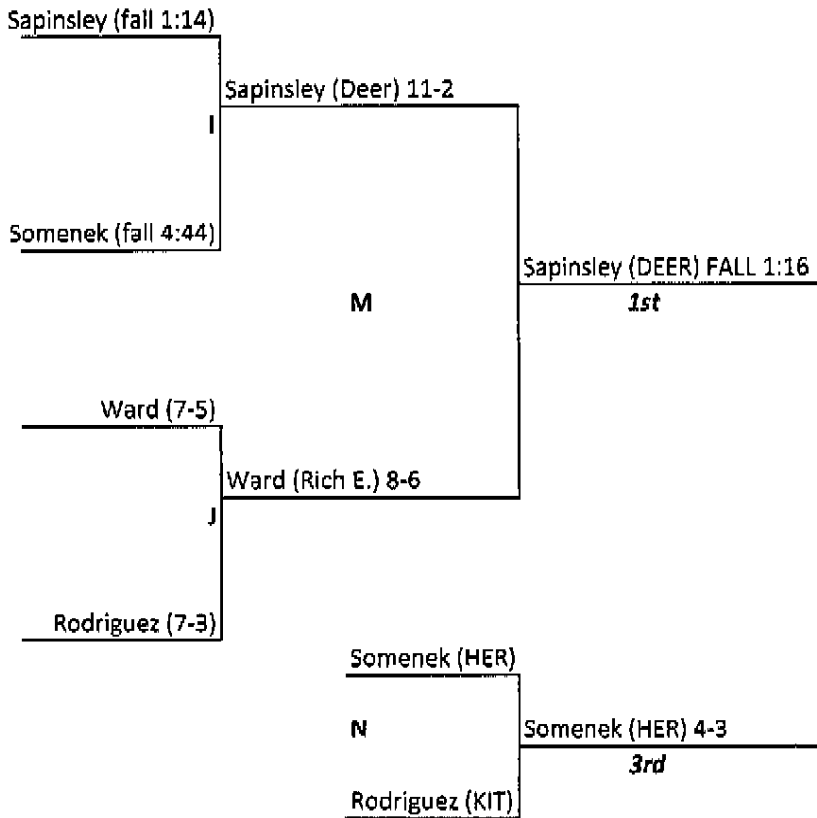 Sapinsley (fall 1:14)
Sapinsley (Deer) 11-2
I
Somenek (fall 4:44)
Sapinsley (DEER) FALL 1:16
M
1st
Ward (7-5)
Ward (Rich E.) 8-6
J
Rodriguez (7-3)
Somenek (HER)
N
Somenek (HER) 4-3
3rd
Rodriguez (KIT)